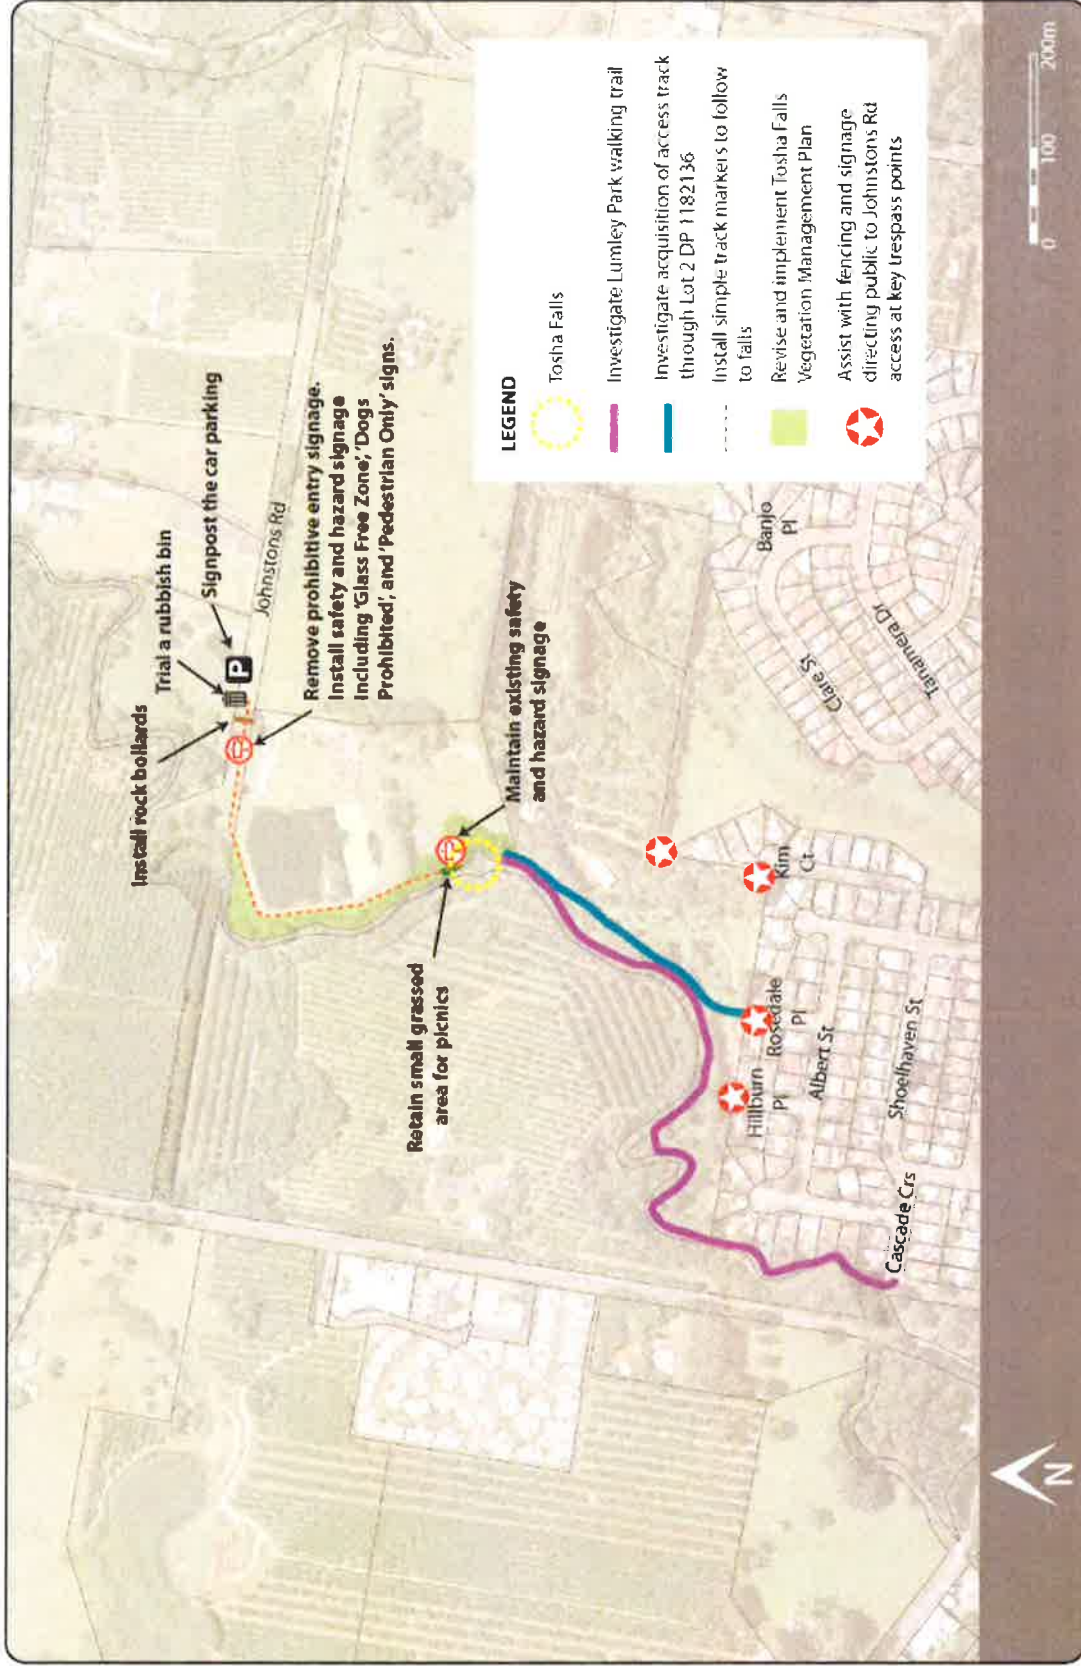 Install rock bollards
Trial a rubbish bin
Signpost the car parking
P
Johnstons Rd
Remove prohibitive entry signage.
Install safety and hazard signage
including 'Glass Free Zone', 'Dogs
Prohibited', and 'Pedestrian Only' signs.
Retain small grassed
area for picnics
Maintain existing safety
and hazard signage
Banjo
Pl
Clare St
Tanamera Dr
Kim
Ct
Rosedale
Pl
Hillburn
Pl
Albert St
Shoelhaven St
Cascade Crs
LEGEND
Tosha Falls
Investigate Lumley Park walking trail
Investigate acquisition of access track
through Lot 2 DP 1182136
Install simple track markers to follow
to falls
Revise and implement Tosha Falls
Vegetation Management Plan
Assist with fencing and signage
directing public to Johnstons Rd
access at key trespass points
N
0 100 200m